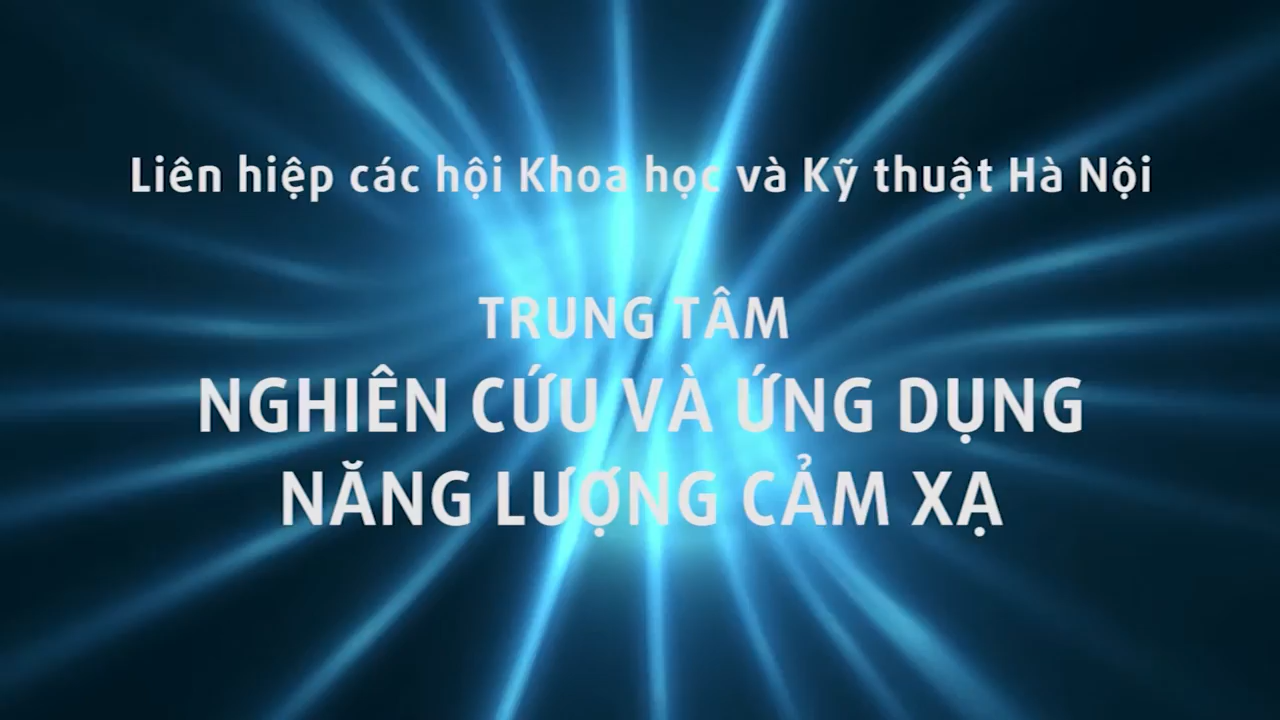 Liên hiệp các hội Khoa học và Kỹ thuật Hà Nội
TRUNG TÂM
NGHIÊN CỨU VÀ ỨNG DỤNG
NĂNG LƯỢNG CẢM XẠ